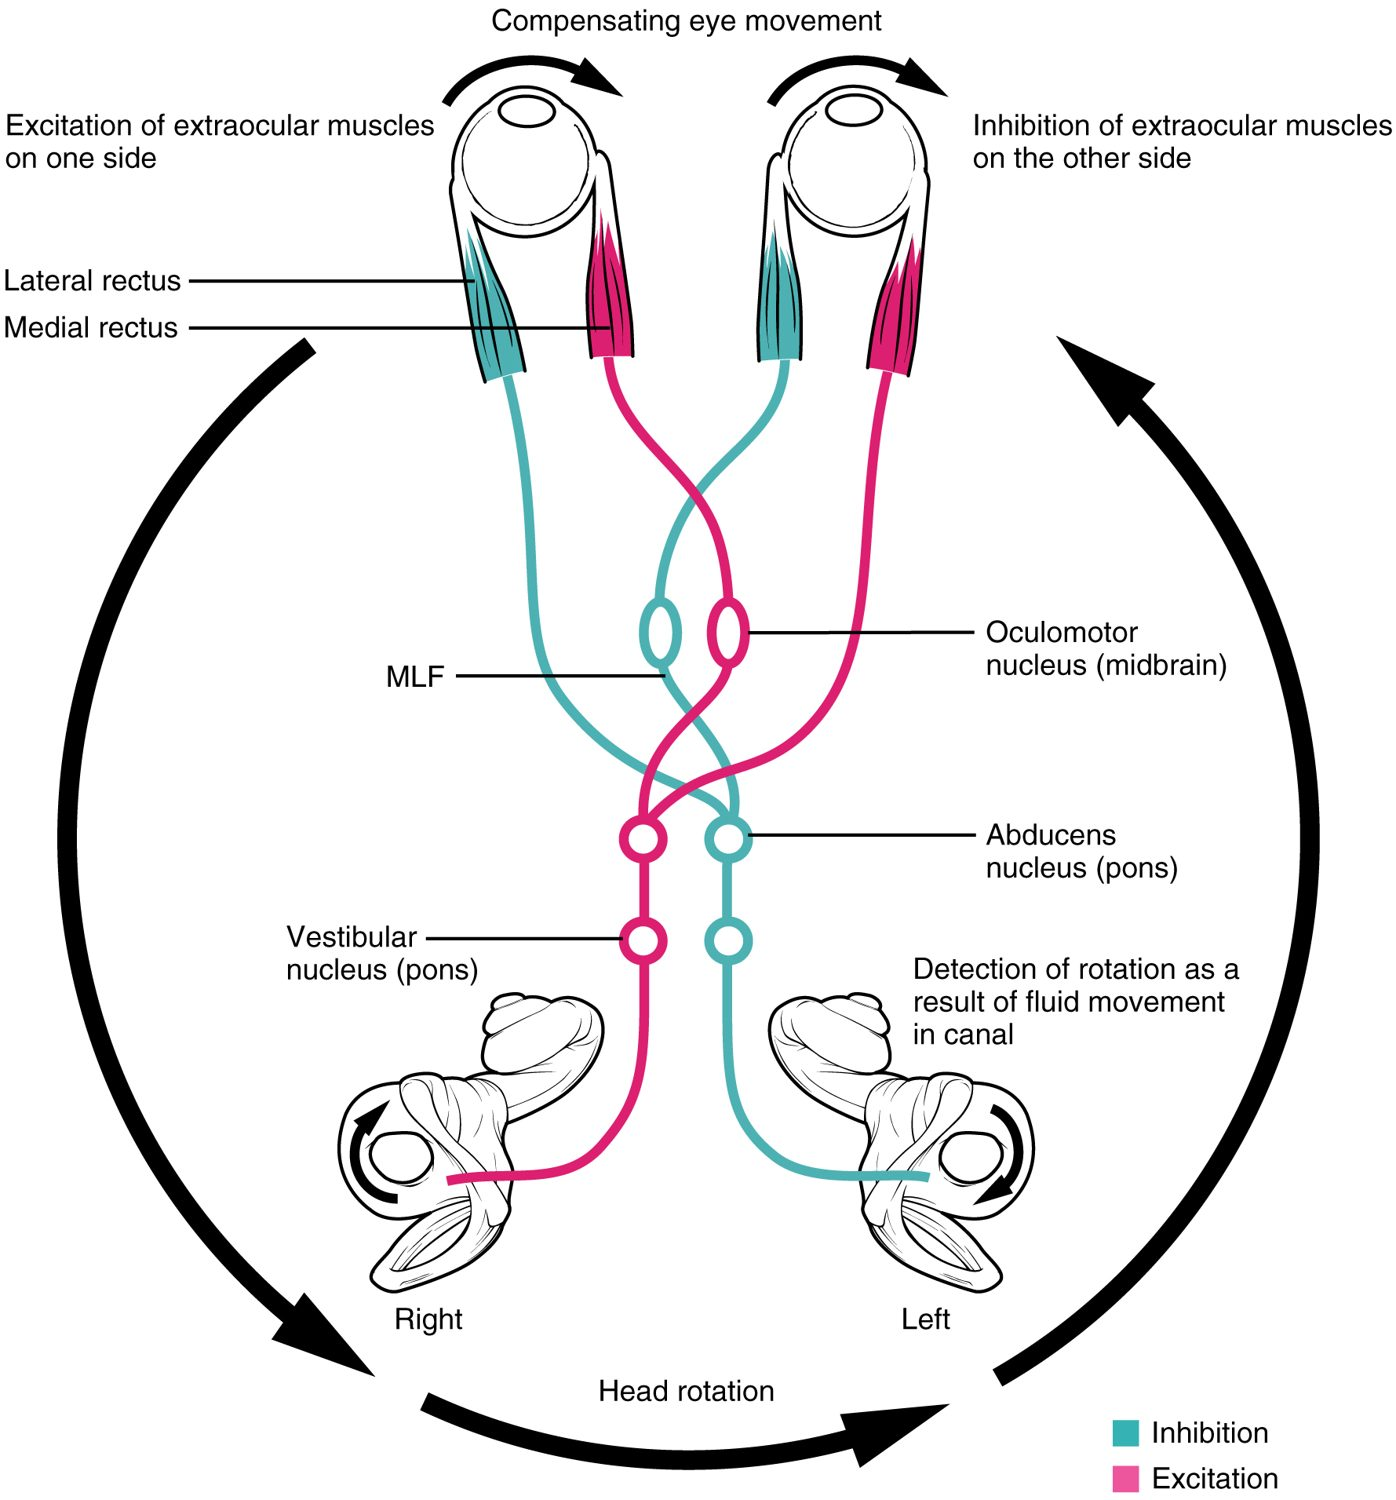 Compensating eye movement
Excitation of extraocular muscles
on one side
Inhibition of extraocular muscles
on the other side
Lateral rectus
Medial rectus
Oculomotor
nucleus (midbrain)
MLF
Abducens
nucleus (pons)
Vestibular
nucleus (pons)
Detection of rotation as a
result of fluid movement
in canal
Right
Left
Head rotation
Inhibition
Excitation